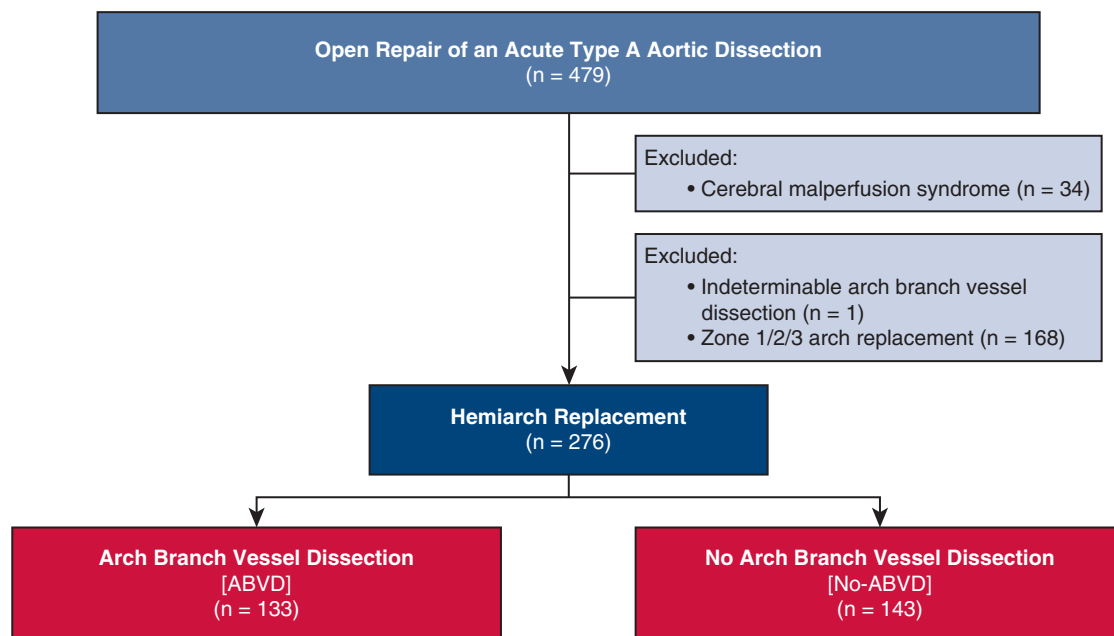 Open Repair of an Acute Type A Aortic Dissection
(n = 479)
Excluded:
• Cerebral malperfusion syndrome (n = 34)
Excluded:
• Indeterminable arch branch vessel
dissection (n = 1)
• Zone 1/2/3 arch replacement (n = 168)
Hemiarch Replacement
(n = 276)
Arch Branch Vessel Dissection
[ABVD]
(n = 133)
No Arch Branch Vessel Dissection
[No-ABVD]
(n = 143)